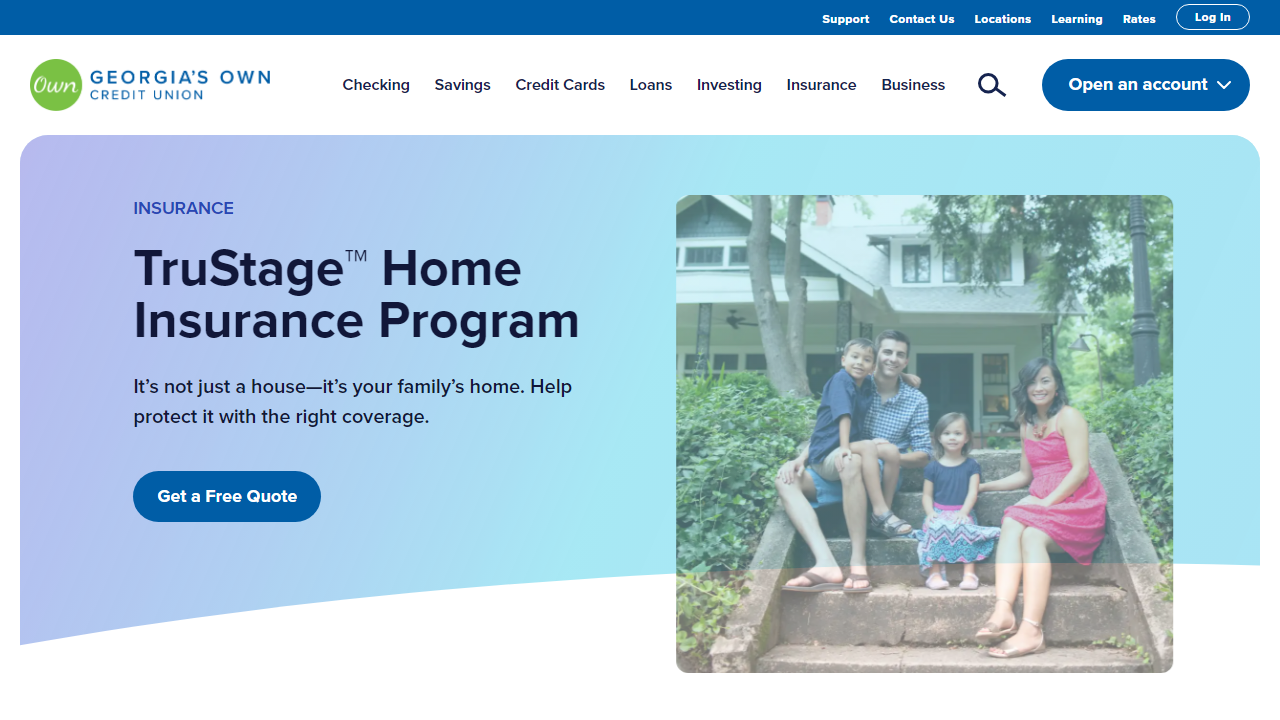 Support Contact Us Locations Learning Rates Log In
Own GEORGIA'S OWN
CREDIT UNION
Checking Savings Credit Cards Loans Investing Insurance Business Open an account
INSURANCE
TruStage™ Home
Insurance Program
It’s not just a house—it’s your family’s home. Help
protect it with the right coverage.
Get a Free Quote